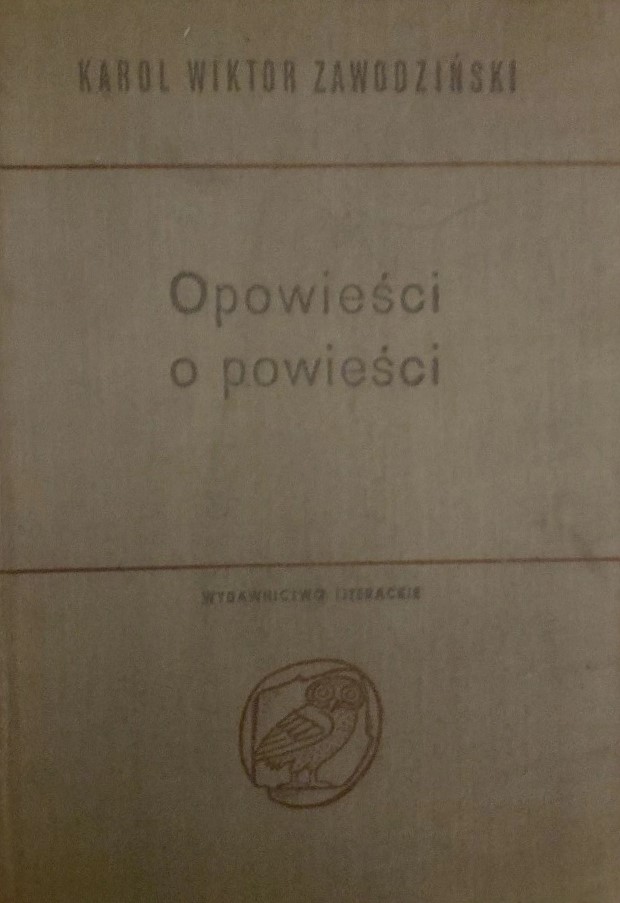 KAROL WIKTOR ZAWODZIŃSKI
Opowieści
o powieści
WYDAWNICTWO LITERACKIE